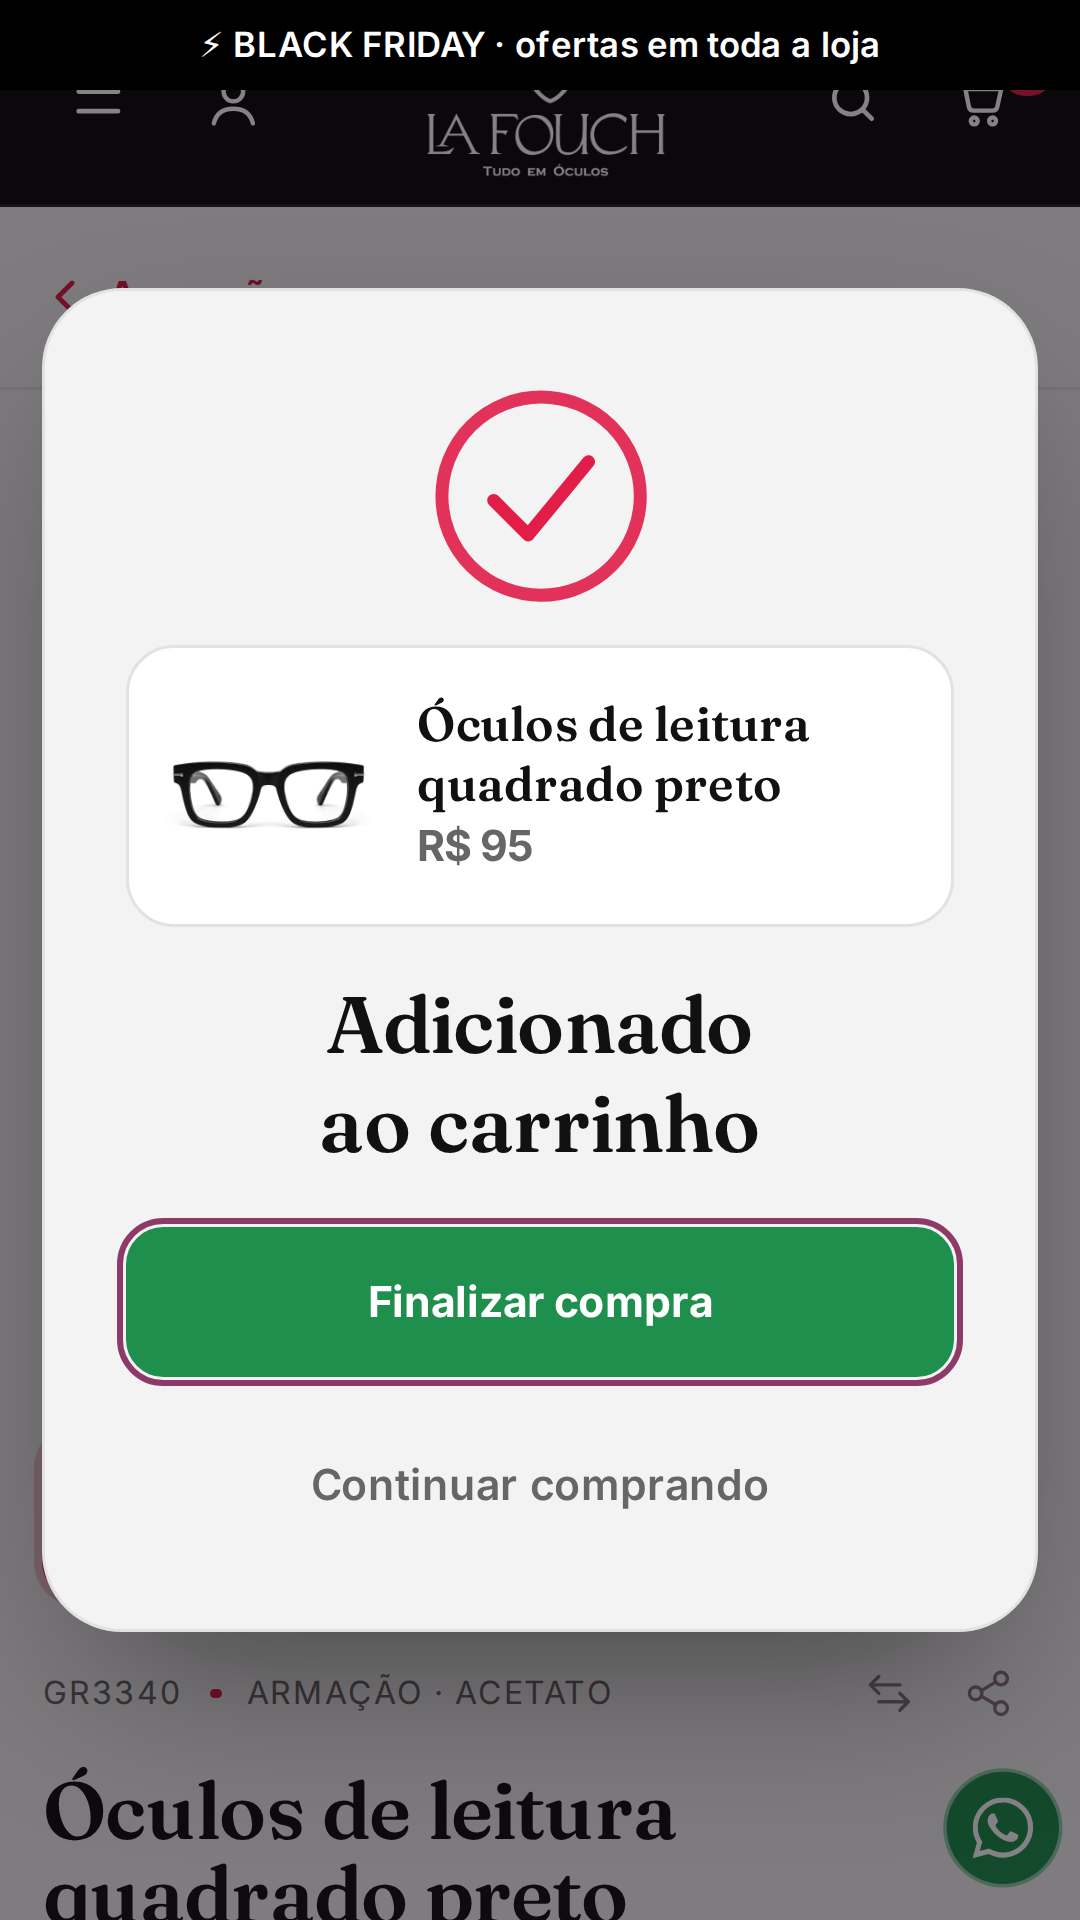 ⚡ BLACK FRIDAY · ofertas em toda a loja
LA FOUCH
TUDO EM ÓCULOS
Óculos de leitura
quadrado preto
R$ 95
Adicionado
ao carrinho
Finalizar compra
Continuar comprando
GR3340 • ARMAÇÃO · ACETATO
Óculos de leitura
quadrado preto